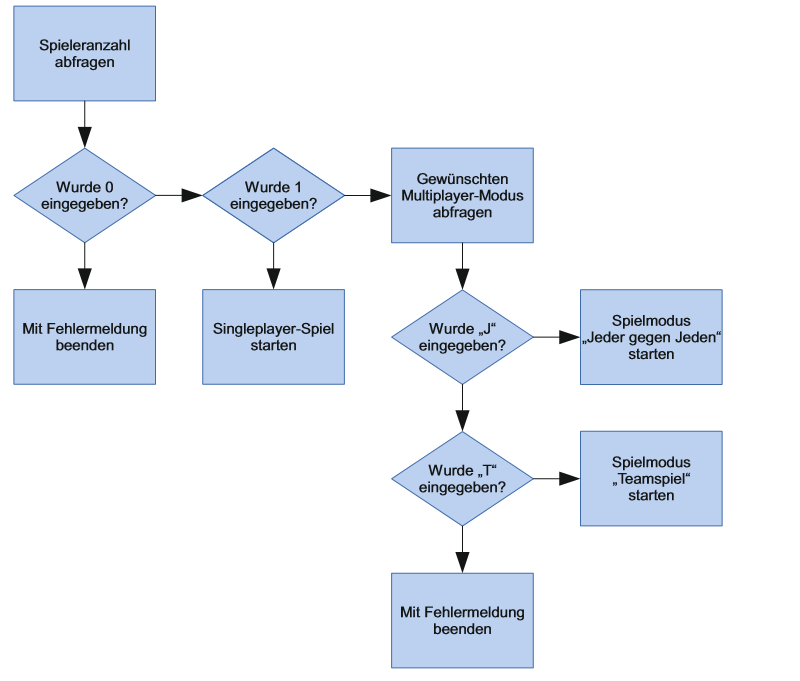 Spieleranzahl
abfragen
Wurde 0
eingegeben?
Wurde 1
eingegeben?
Gewünschten
Multiplayer-Modus
abfragen
Mit Fehlermeldung
beenden
Singleplayer-Spiel
starten
Wurde „J“
eingegeben?
Spielmodus
„Jeder gegen Jeden“
starten
Wurde „T“
eingegeben?
Spielmodus
„Teamspiel“
starten
Mit Fehlermeldung
beenden